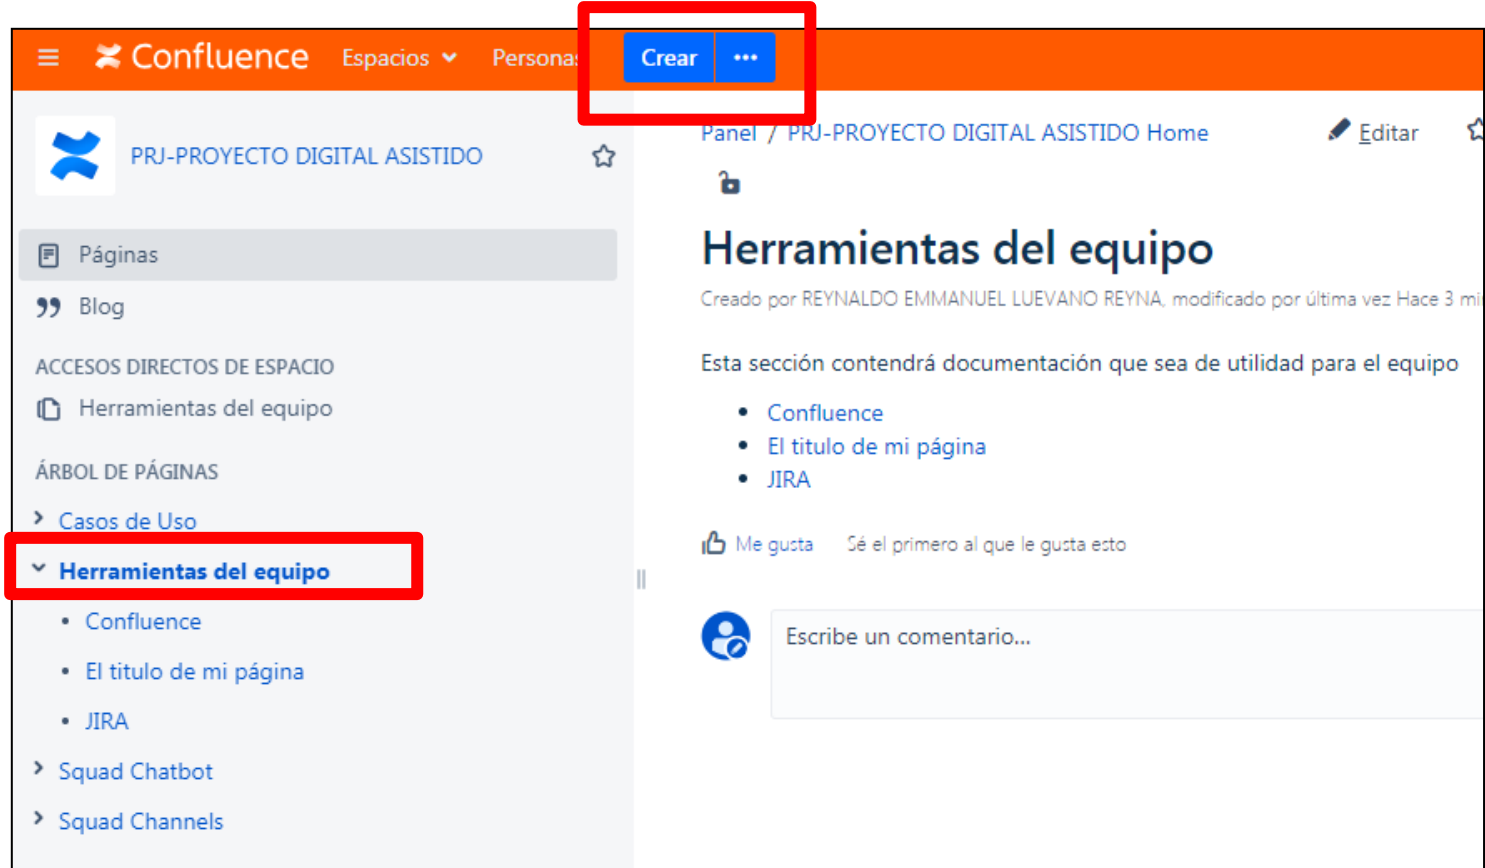 Confluence Espacios Personas Crear ...
PRJ-PROYECTO DIGITAL ASISTIDO
Páginas
Blog
ACCESOS DIRECTOS DE ESPACIO
Herramientas del equipo
ÁRBOL DE PÁGINAS
Casos de Uso
Herramientas del equipo
Confluence
El titulo de mi página
JIRA
Squad Chatbot
Squad Channels
Panel / PRJ-PROYECTO DIGITAL ASISTIDO Home Editar
Herramientas del equipo
Creado por REYNALDO EMMANUEL LUEVANO REYNA, modificado por última vez Hace 3
Esta sección contendrá documentación que sea de utilidad para el equipo
Confluence
El titulo de mi página
JIRA
Me gusta Sé el primero al que le gusta esto
Escribe un comentario...